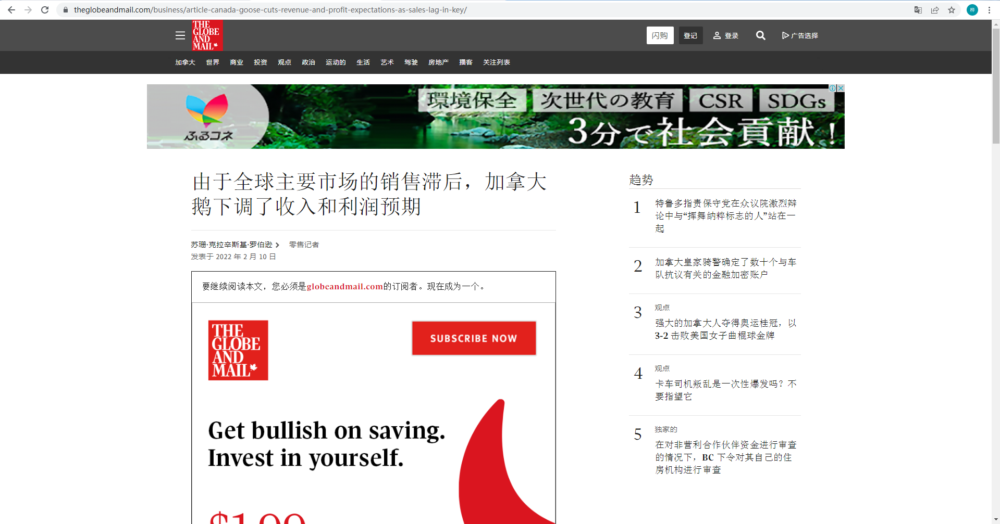 theglobeandmail.com/business/article-canada-goose-cuts-revenue-and-profit-expectations-as-sales-lag-in-key/
桦
THE
GLOBE
AND
MAIL
闪购
登记
登录
广告选择
加拿大 世界 商业 投资 观点 政治 运动的 生活 艺术 驾驶 房地产 播客 关注列表
ふるコネ
環境保全 次世代の教育 CSR SDGs
3分で社会貢献！
由于全球主要市场的销售滞后，加拿大
鹅下调了收入和利润预期
苏珊·克拉辛斯基·罗伯逊 零售记者
发表于 2022 年 2 月 10 日
要继续阅读本文，您必须是globeandmail.com的订阅者。现在成为一个。
THE
GLOBE
AND
MAIL
SUBSCRIBE NOW
Get bullish on saving.
Invest in yourself.
$1.99
趋势
1
特鲁多指责保守党在众议院激烈辩
论中与“挥舞纳粹标志的人”站在一
起
2
加拿大皇家骑警确定了数十个与车
队抗议有关的金融加密账户
3
观点
强大的加拿大人夺得奥运桂冠，以
3-2 击败美国女子曲棍球金牌
4
观点
卡车司机叛乱是一次性爆发吗？不
要指望它
5
独家的
在对非营利合作伙伴资金进行审查
的情况下，BC 下令对其自己的住
房机构进行审查